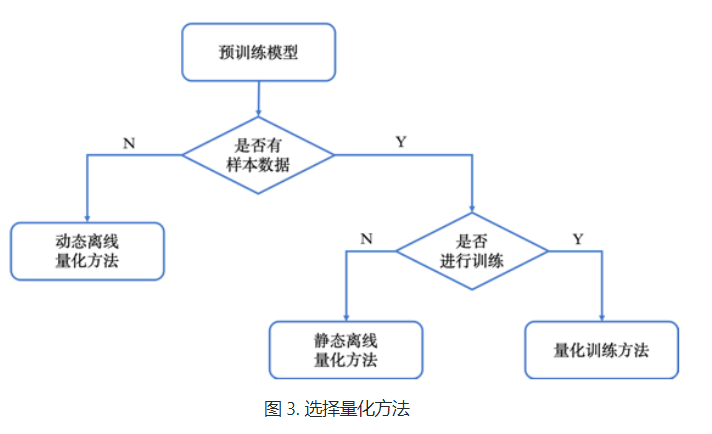 预训练模型
N
是否有
样本数据
Y
动态离线
量化方法
N
是否
进行训练
Y
静态离线
量化方法
量化训练方法
图 3. 选择量化方法